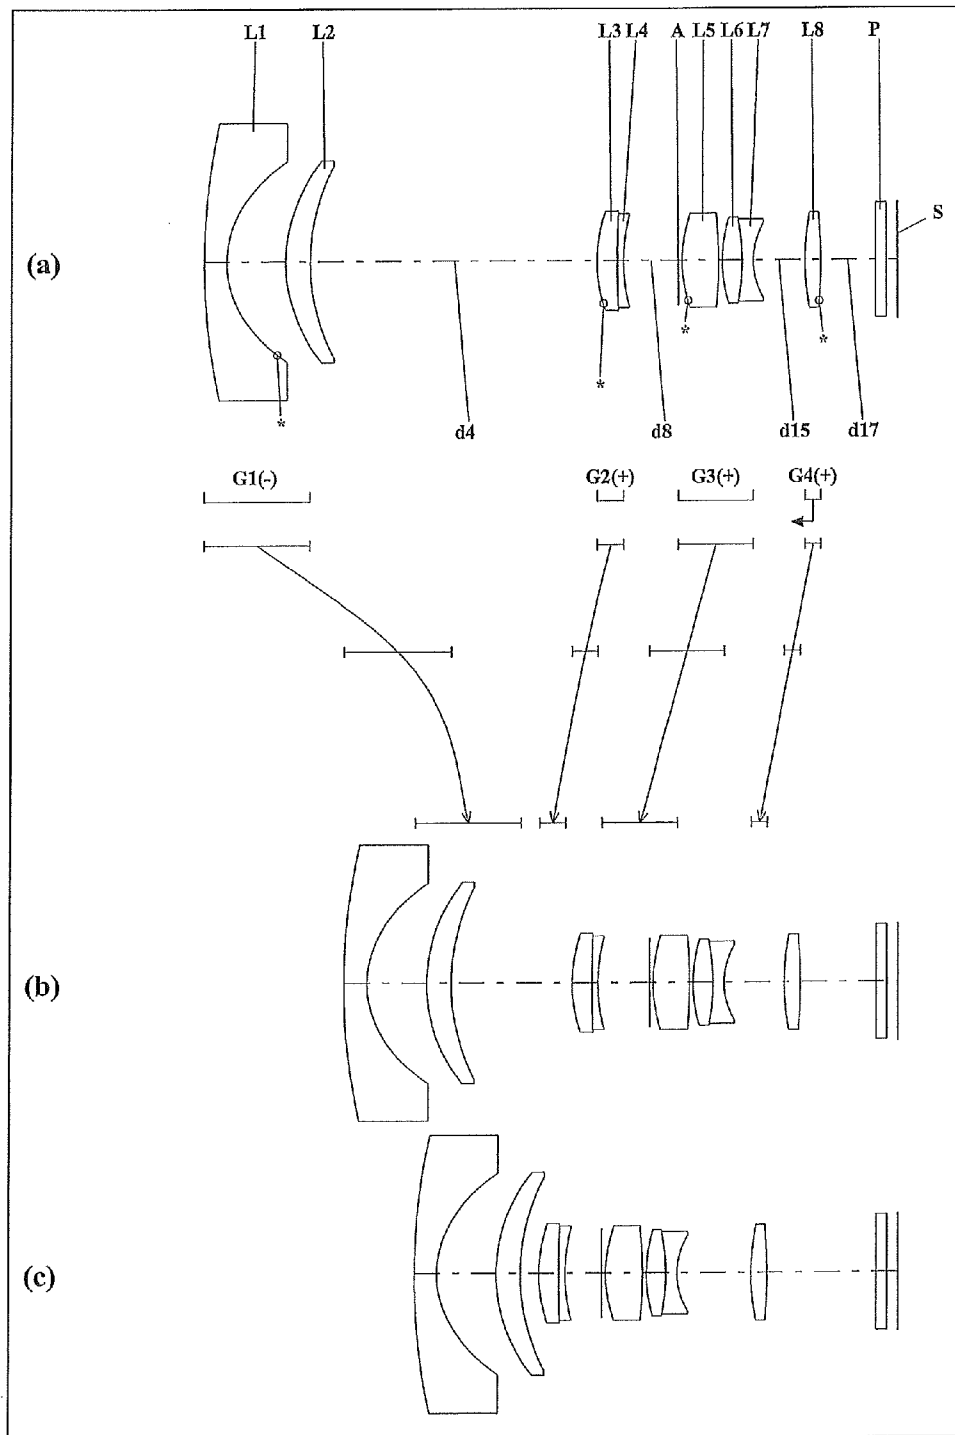 L1 L2 L3 L4 A L5 L6 L7 L8 P
S
(a)
* * * *
d4 d8 d15 d17
G1(-) G2(+) G3(+) G4(+)
(b)
(c)